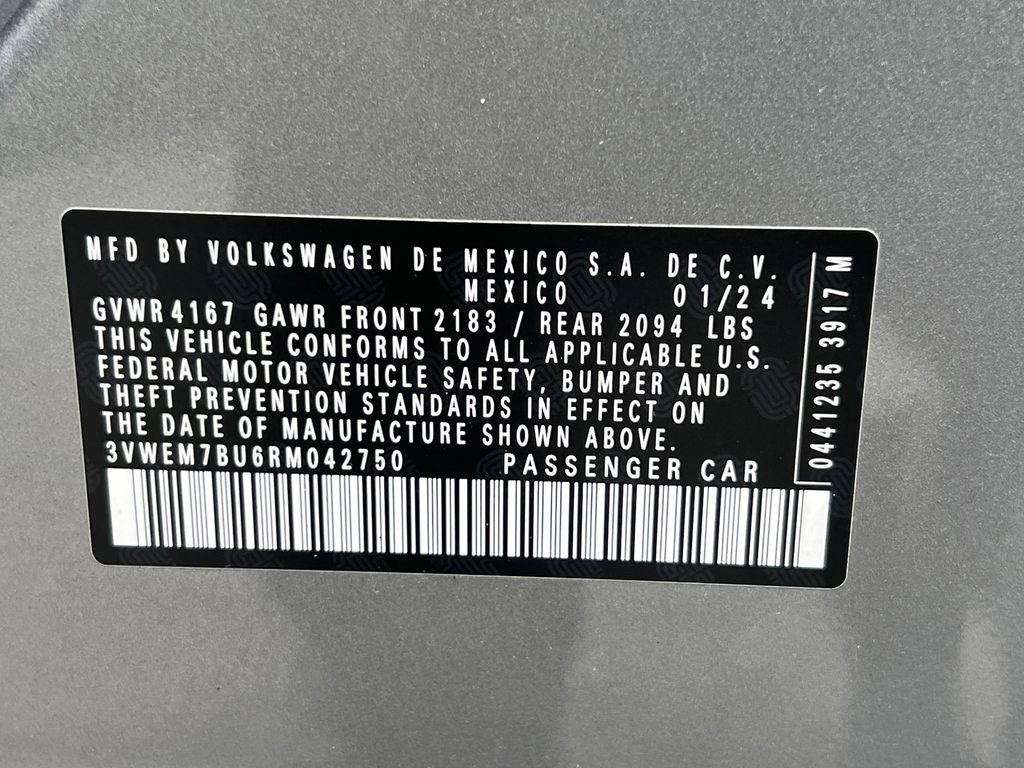 MFD BY VOLKSWAGEN DE MEXICO S.A. DE C.V.
MEXICO 01/24
GVWR 4167 GAWR FRONT 2183 / REAR 2094 LBS
THIS VEHICLE CONFORMS TO ALL APPLICABLE U.S.
FEDERAL MOTOR VEHICLE SAFETY, BUMPER AND
THEFT PREVENTION STANDARDS IN EFFECT ON
THE DATE OF MANUFACTURE SHOWN ABOVE.
3VWEM7BU6RM042750 PASSENGER CAR
0441235 3917 M